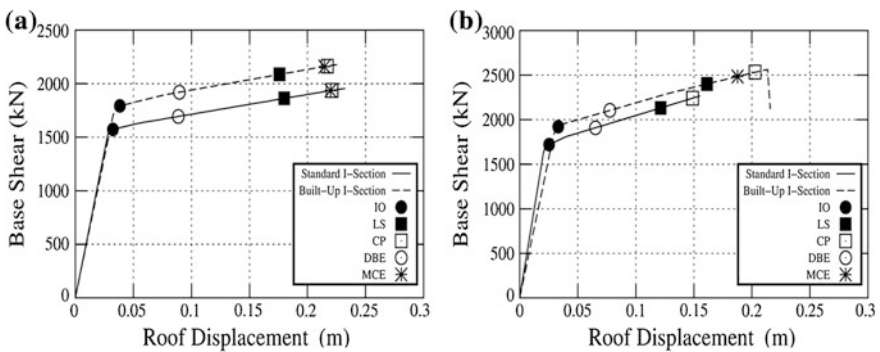 (a)
2500
2000
1500
1000
500
0
Base Shear (kN)
0
0.05
0.1
0.15
0.2
0.25
0.3
Roof Displacement (m)
Standard I-Section
Built-Up I-Section
IO
LS
CP
DBE
MCE
(b)
3000
2500
2000
1500
1000
500
0
Base Shear (kN)
0
0.05
0.1
0.15
0.2
0.25
0.3
Roof Displacement (m)
Standard I-Section
Built-Up I-Section
IO
LS
CP
DBE
MCE